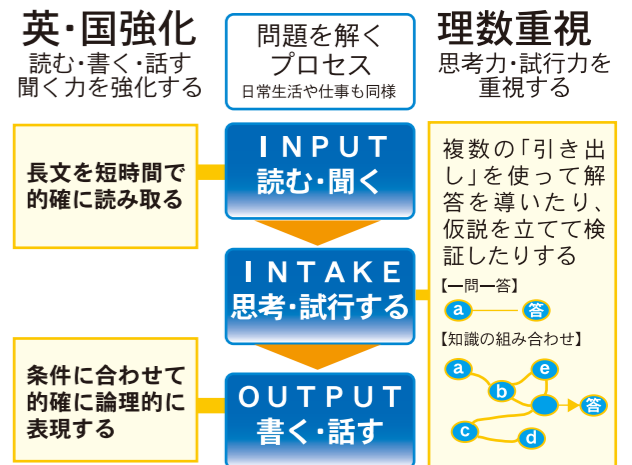 英・国強化
読む・書く・話す
聞く力を強化する
問題を解く
プロセス
日常生活や仕事も同様
理数重視
思考力・試行力を
重視する
長文を短時間で
的確に読み取る
INPUT
読む・聞く
INTAKE
思考・試行する
条件に合わせて
的確に論理的に
表現する
OUTPUT
書く・話す
複数の「引き出
し」を使って解
答を導いたり、
仮説を立てて検
証したりする
【一問一答】
a 答
【知識の組み合わせ】
a e
b
答
c d